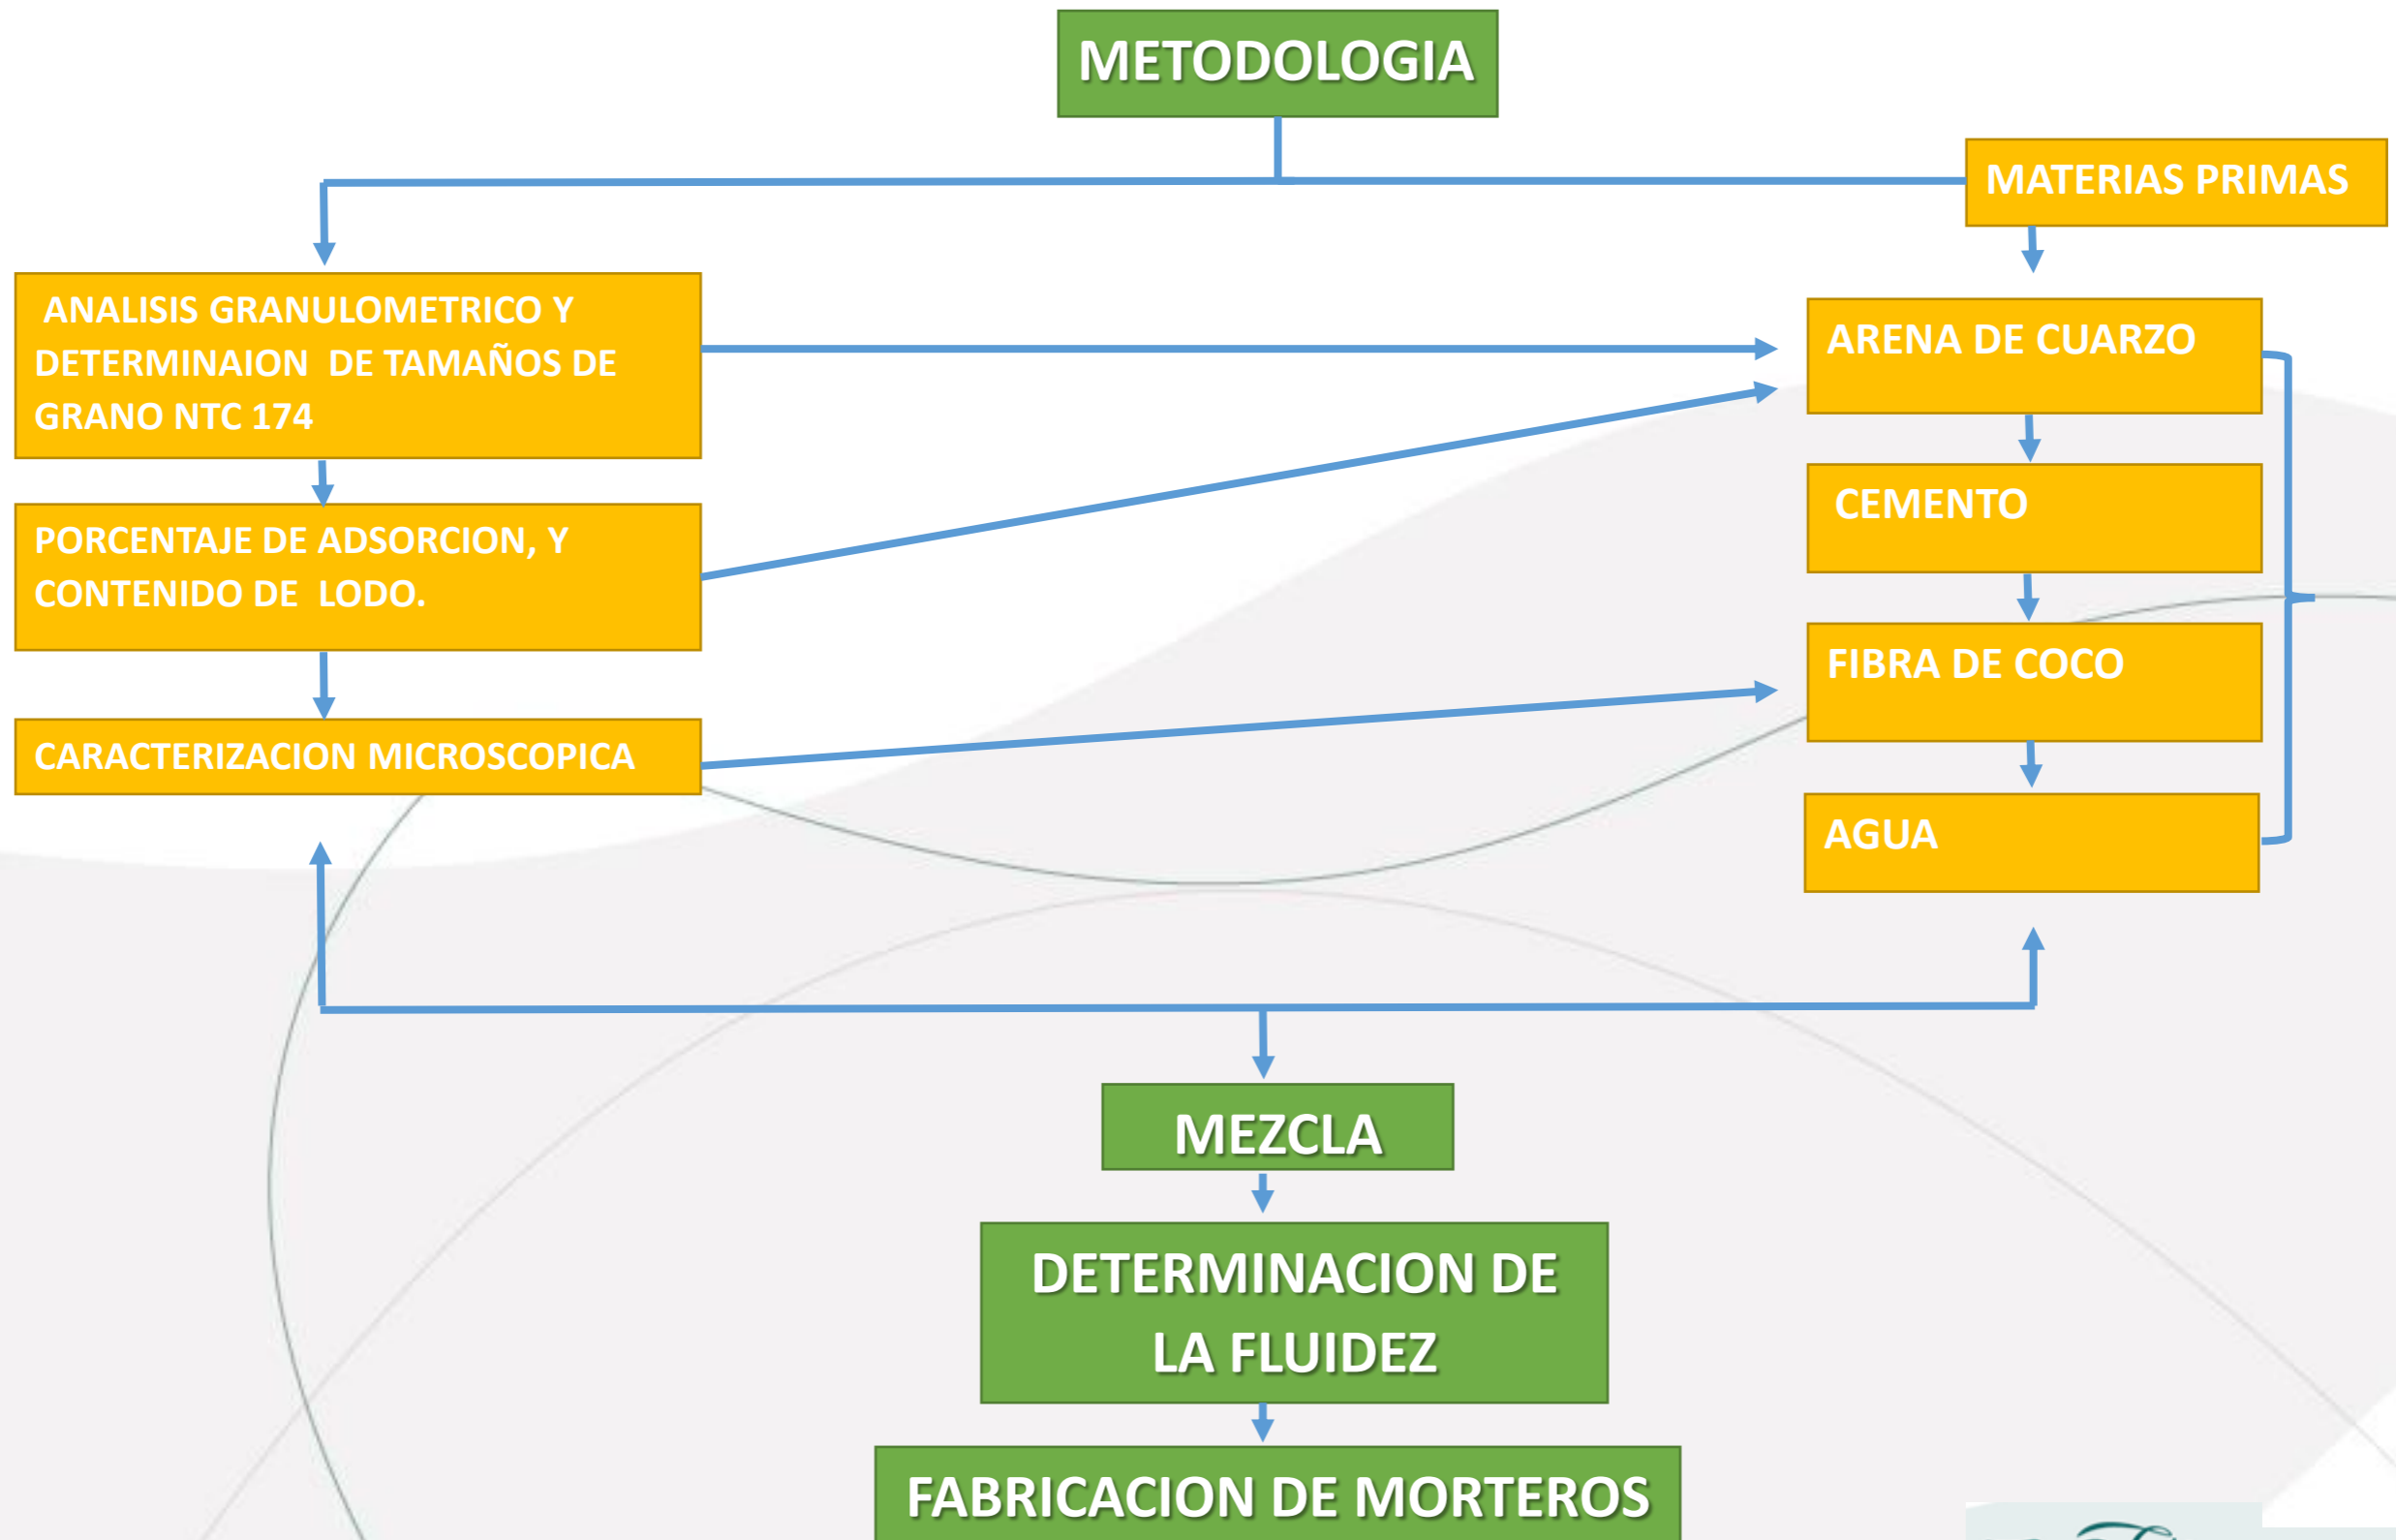 METODOLOGIA
MATERIAS PRIMAS
ANALISIS GRANULOMETRICO Y
DETERMINAION DE TAMAÑOS DE
GRANO NTC 174
ARENA DE CUARZO
CEMENTO
PORCENTAJE DE ADSORCION, Y
CONTENIDO DE LODO.
FIBRA DE COCO
CARACTERIZACION MICROSCOPICA
AGUA
MEZCLA
DETERMINACION DE
LA FLUIDEZ
FABRICACION DE MORTEROS